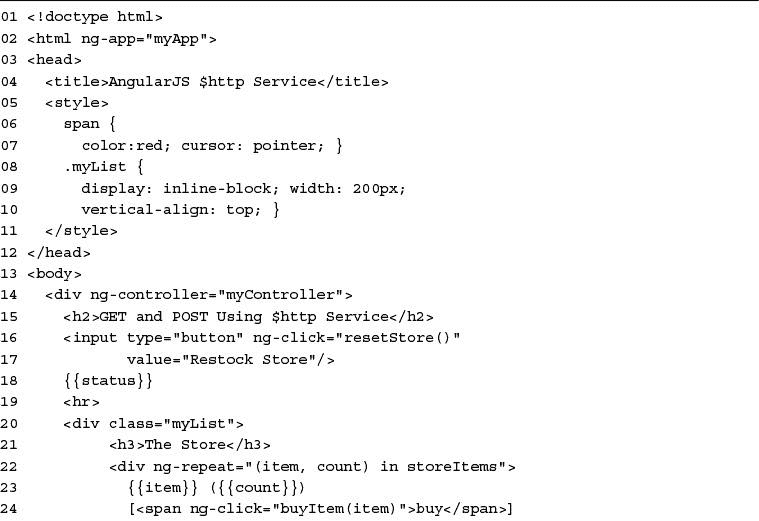 01 <!doctype html>
02 <html ng-app="myApp">
03 <head>
04   <title>AngularJS $http Service</title>
05   <style>
06     span {
07       color:red; cursor: pointer; }
08     .myList {
09       display: inline-block; width: 200px;
10       vertical-align: top; }
11   </style>
12 </head>
13 <body>
14   <div ng-controller="myController">
15     <h2>GET and POST Using $http Service</h2>
16     <input type="button" ng-click="resetStore()"
17            value="Restock Store"/>
18     {{status}}
19     <hr>
20     <div class="myList">
21          <h3>The Store</h3>
22          <div ng-repeat="(item, count) in storeItems">
23            {{item}} ({{count}})
24            [<span ng-click="buyItem(item)">buy</span>]